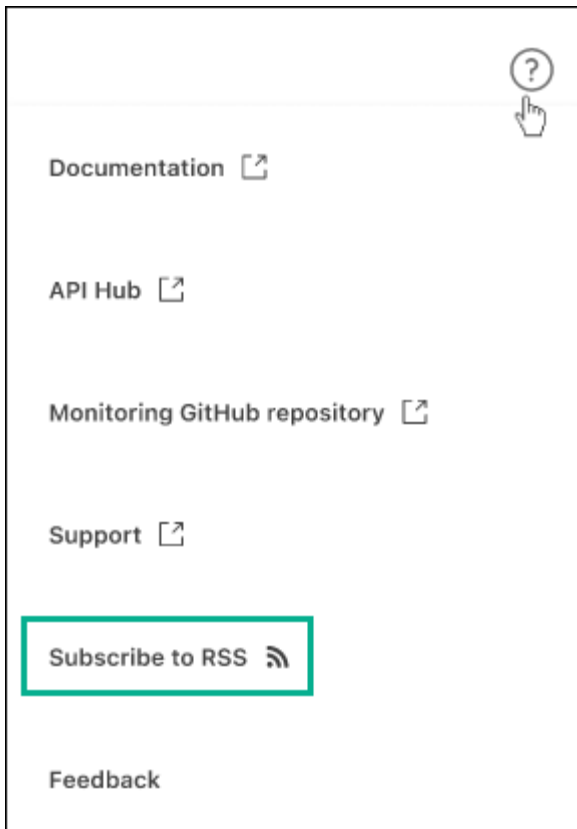 ?
Documentation
API Hub
Monitoring GitHub repository
Support
Subscribe to RSS
Feedback